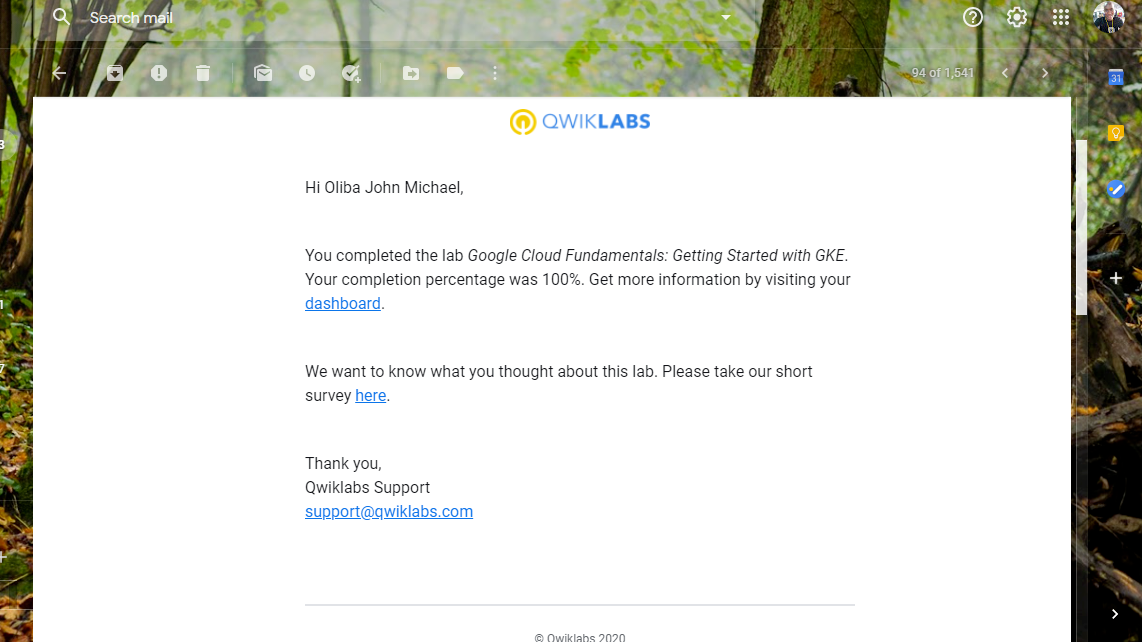 Search mail
94 of 1,541
31
QWIKLABS
Hi Oliba John Michael,
You completed the lab Google Cloud Fundamentals: Getting Started with GKE.
Your completion percentage was 100%. Get more information by visiting your
dashboard.
We want to know what you thought about this lab. Please take our short
survey here.
Thank you,
Qwiklabs Support
support@qwiklabs.com
© Qwiklabs 2020